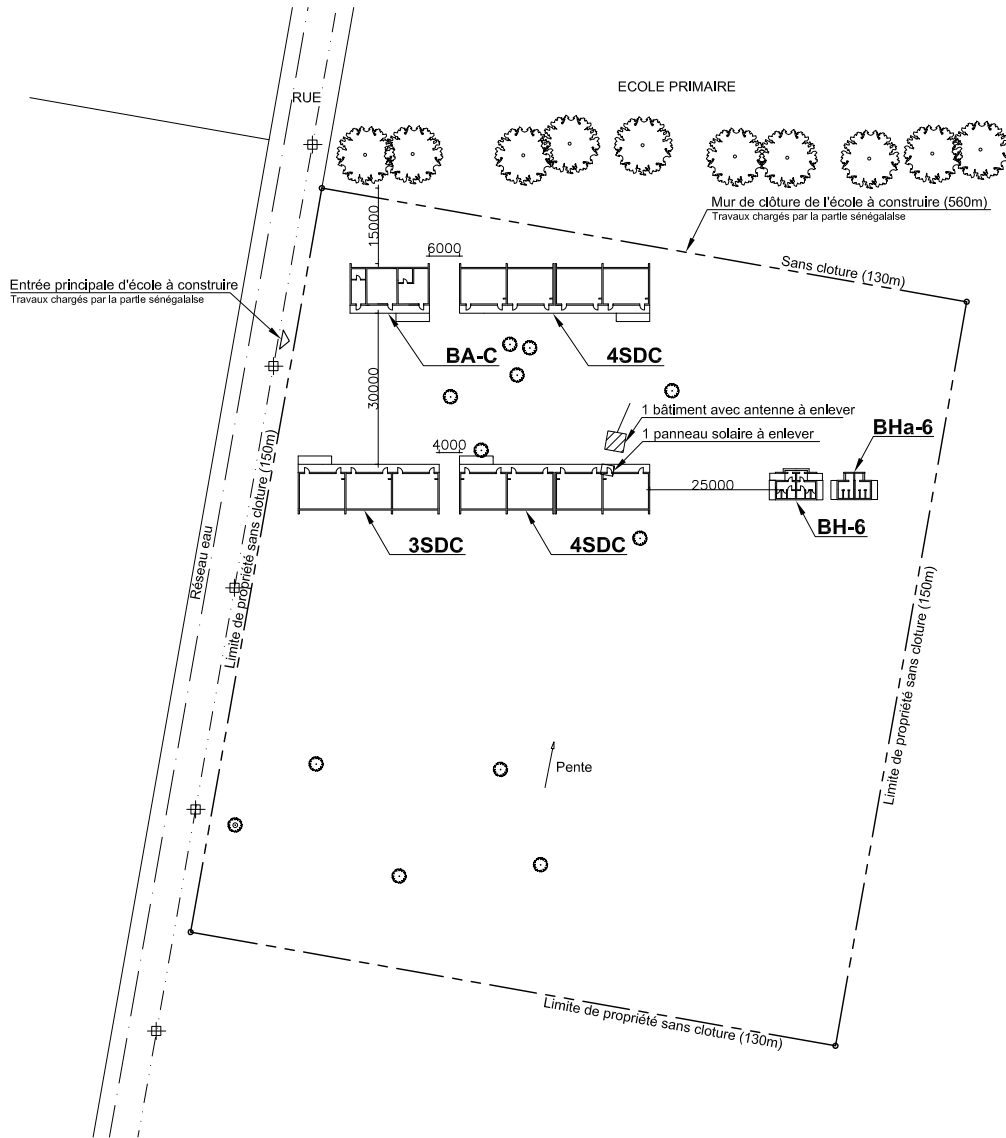 ECOLE PRIMAIRE
RUE
Mur de clôture de l'école à construire (560m)
Travaux chargés par la partie sénégalaise
15000
6000
Sans cloture (130m)
Entrée principale d'école à construire
Travaux chargés par la partie sénégalaise
BA-C
4SDC
30000
1 bâtiment avec antenne à enlever
1 panneau solaire à enlever
BHa-6
4000
25000
BH-6
3SDC
4SDC
Réseau eau
Limite de propriété sans cloture (150m)
Limite de propriété sans cloture (150m)
Pente
Limite de propriété sans cloture (130m)